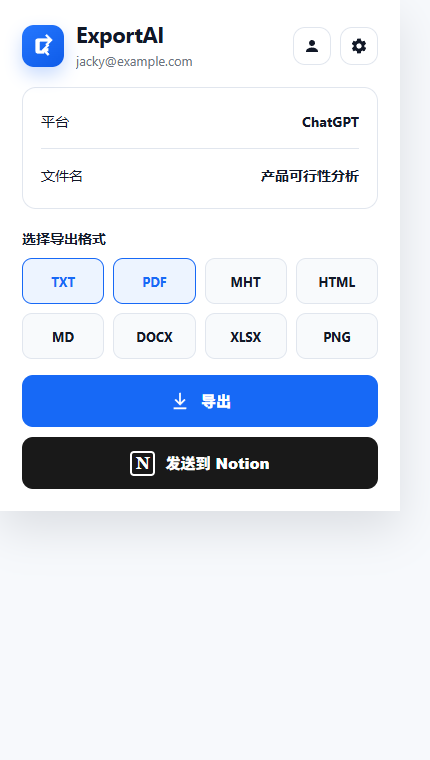 ExportAI
jacky@example.com
平台 ChatGPT
文件名 产品可行性分析
选择导出格式
TXT PDF MHT HTML
MD DOCX XLSX PNG
导出
N 发送到 Notion